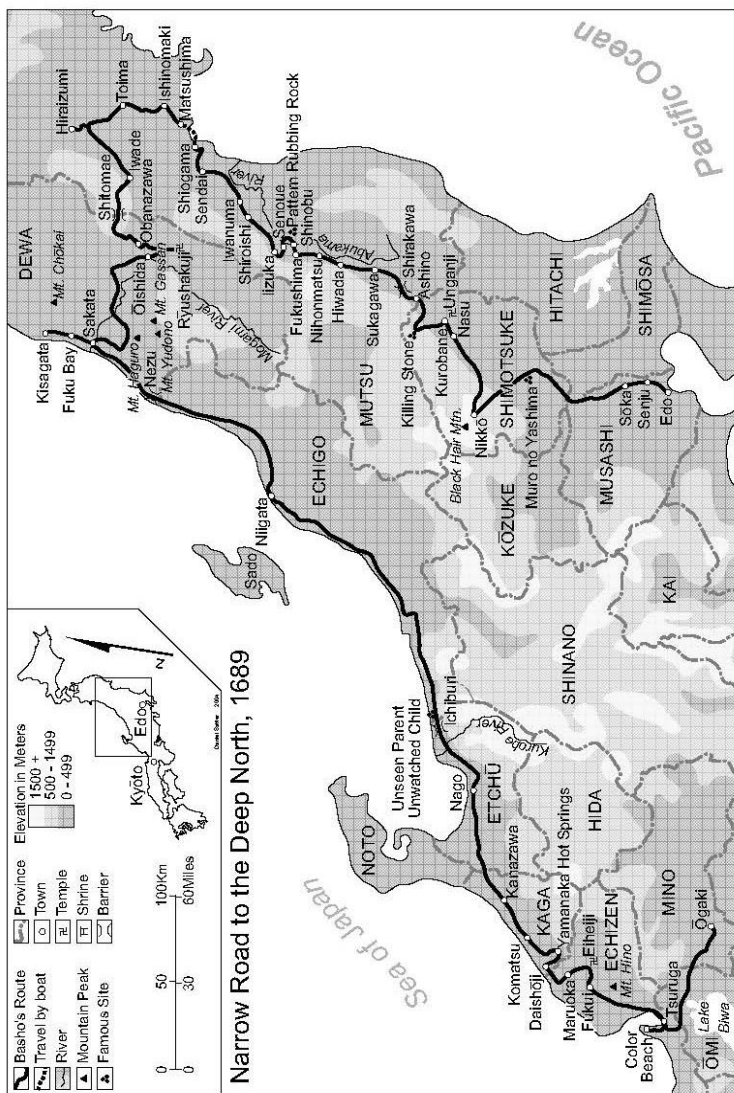 Narrow Road to the Deep North, 1689
Basho's Route
Travel by boat
River
Mountain Peak
Famous Site
Province
Town
Temple
Shrine
Barrier
Elevation in Meters
1500 +
500 - 1499
0 - 499
0
50
100Km
0
30
60Miles
Kyōto
Edo
N
Sea of Japan
Pacific Ocean
DEWA
Kisagata
Fuku Bay
Sakata
Mt. Chōkai
Mt. Haguro
Nezu
Mt. Yudono
Mt. Gassan
Ōishida
Ryushakuji
Obanazawa
Shitomae
Iwade
Hiraizumi
Toima
Ishinomaki
Matsushima
Shiogama
Sendai
Iwanuma
Shiroishi
River
Iizuka
Senoue
Pattern Rubbing Rock
Fukushima
Shinobu
Nihonmatsu
Hiwada
Abukama
Sukagawa
Shirakawa
Ashino
Mogami River
MUTSU
ECHIGO
Niigata
Sado
Killing Stone
Kurobane
Unganji
Nasu
Black Hair Mtn.
Nikkō
SHIMOTSUKE
Muro no Yashima
HITACHI
SHIMŌSA
KŌZUKE
MUSASHI
Sōka
Senju
Edo
KAI
SHINANO
Unseen Parent
Unwatched Child
Ichiburi
Kurobe River
Nago
ETCHŪ
NOTO
HIDA
Kanazawa
Komatsu
KAGA
Yamanaka Hot Springs
Daishōji
Maruoka
Eiheiji
Fukui
ECHIZEN
Mt. Hino
MINO
Ōgaki
Tsuruga
Color
Beach
ŌMI
Lake
Biwa